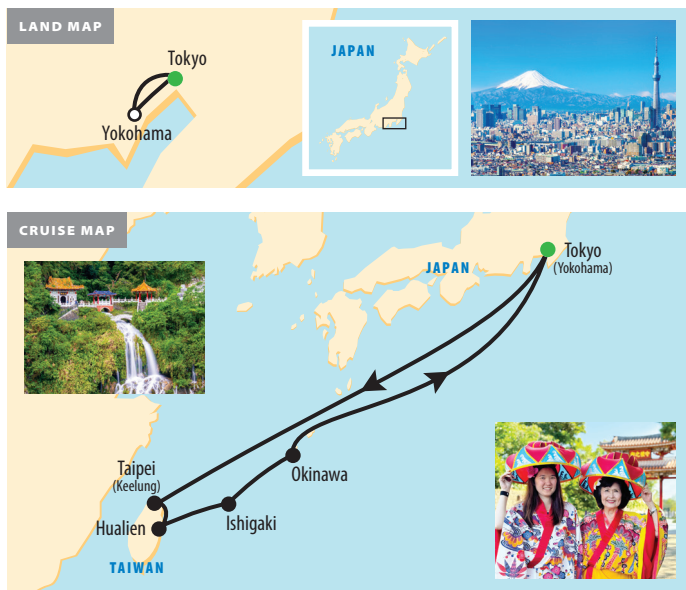 LAND MAP
Tokyo
Yokohama
JAPAN
CRUISE MAP
Tokyo
(Yokohama)
JAPAN
Okinawa
Taipei
(Keelung)
Ishigaki
Hualien
TAIWAN